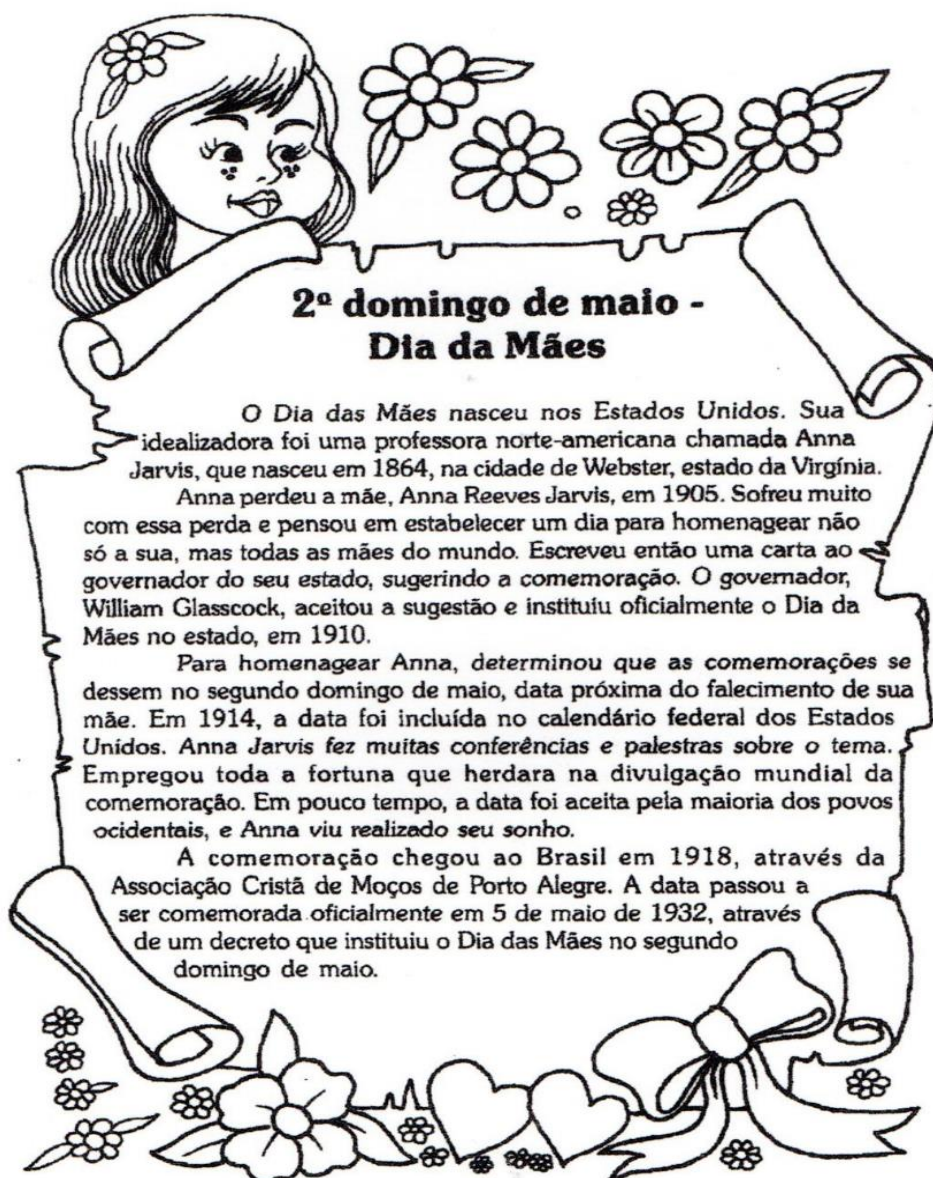 2º domingo de maio -
Dia da Mães
O Dia das Mães nasceu nos Estados Unidos. Sua
idealizadora foi uma professora norte-americana chamada Anna
Jarvis, que nasceu em 1864, na cidade de Webster, estado da Virgínia.
Anna perdeu a mãe, Anna Reeves Jarvis, em 1905. Sofreu muito
com essa perda e pensou em estabelecer um dia para homenagear não
só a sua, mas todas as mães do mundo. Escreveu então uma carta ao
governador do seu estado, sugerindo a comemoração. O governador,
William Glasscock, aceitou a sugestão e instituiu oficialmente o Dia da
Mães no estado, em 1910.
Para homenagear Anna, determinou que as comemorações se
dessem no segundo domingo de maio, data próxima do falecimento de sua
mãe. Em 1914, a data foi incluída no calendário federal dos Estados
Unidos. Anna Jarvis fez muitas conferências e palestras sobre o tema.
Empregou toda a fortuna que herdara na divulgação mundial da
comemoração. Em pouco tempo, a data foi aceita pela maioria dos povos
ocidentais, e Anna viu realizado seu sonho.
A comemoração chegou ao Brasil em 1918, através da
Associação Cristã de Moços de Porto Alegre. A data passou a
ser comemorada oficialmente em 5 de maio de 1932, através
de um decreto que instituiu o Dia das Mães no segundo
domingo de maio.